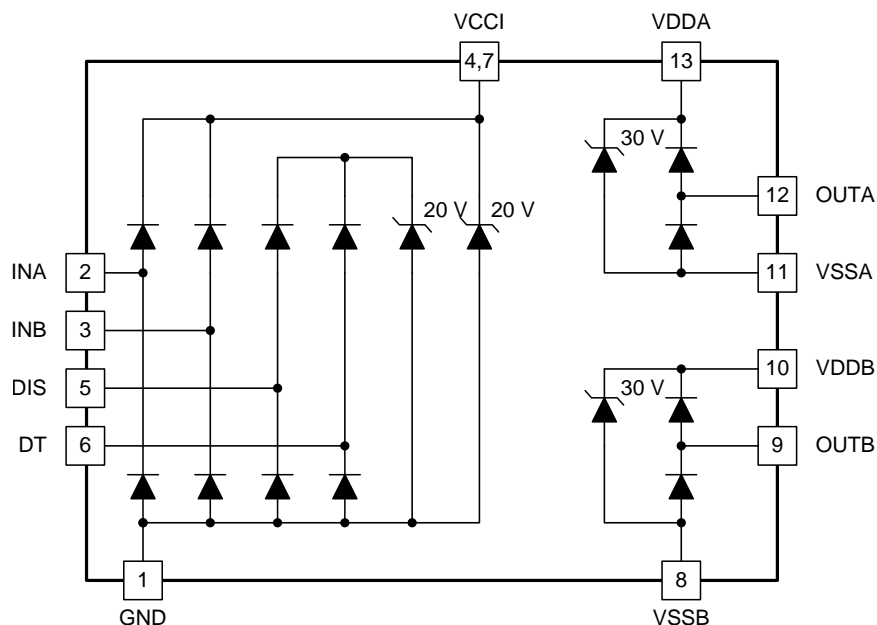 VCCI
VDDA
4,7
13
30 V
20 V
20 V
12
OUTA
INA
2
11
VSSA
INB
3
10
VDDB
DIS
5
30 V
DT
6
9
OUTB
1
8
GND
VSSB